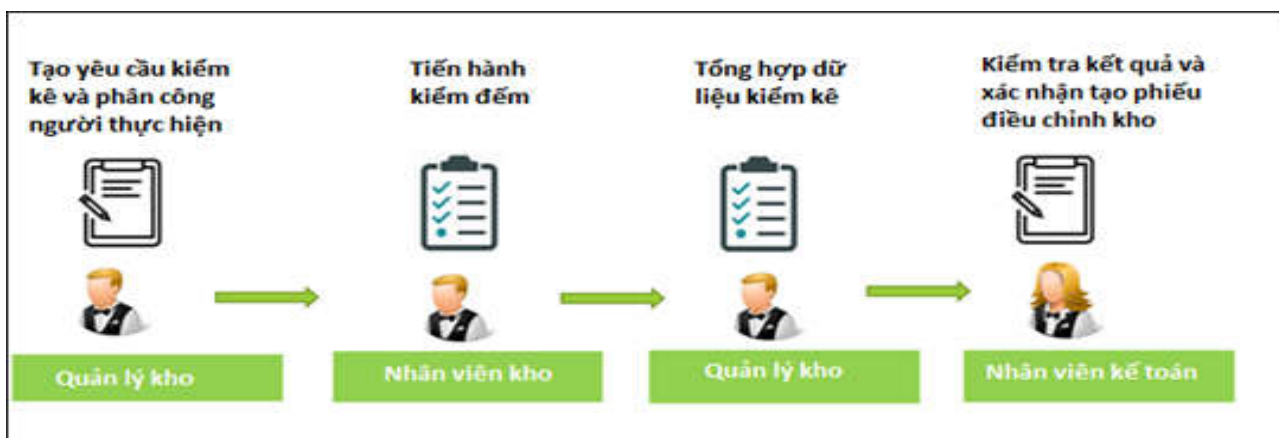 Tạo yêu cầu kiểm
kê và phân công
người thực hiện
Tiến hành
kiểm đếm
Tổng hợp dữ
liệu kiểm kê
Kiểm tra kết quả và
xác nhận tạo phiếu
điều chỉnh kho
Quản lý kho
Nhân viên kho
Quản lý kho
Nhân viên kế toán